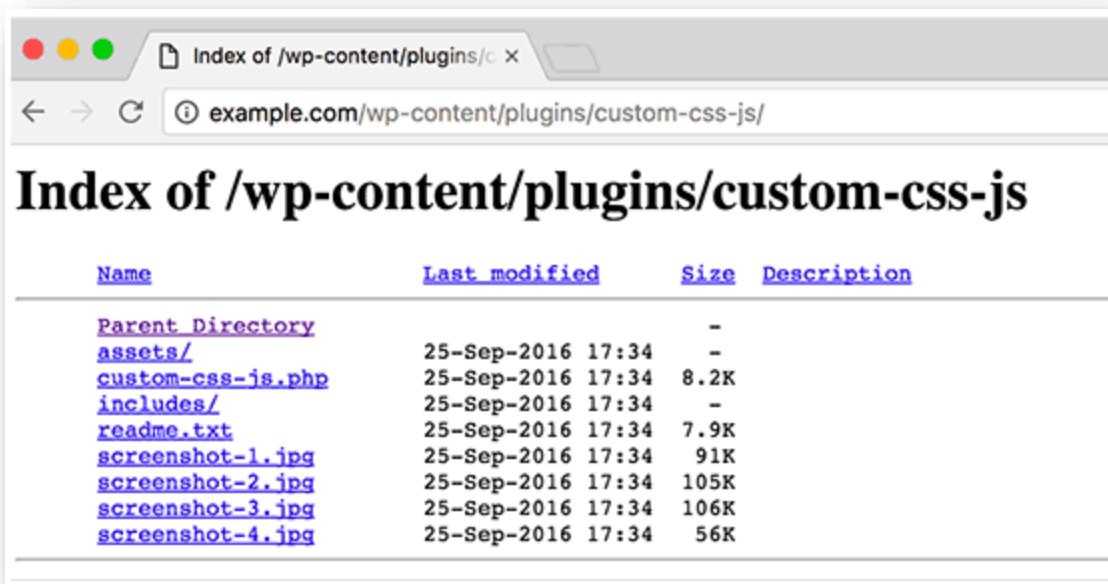 Index of /wp-content/plugins/c
example.com/wp-content/plugins/custom-css-js/
Index of /wp-content/plugins/custom-css-js
Name Last modified Size Description
Parent Directory -
assets/ 25-Sep-2016 17:34 -
custom-css-js.php 25-Sep-2016 17:34 8.2K
includes/ 25-Sep-2016 17:34 -
readme.txt 25-Sep-2016 17:34 7.9K
screenshot-1.jpg 25-Sep-2016 17:34 91K
screenshot-2.jpg 25-Sep-2016 17:34 105K
screenshot-3.jpg 25-Sep-2016 17:34 106K
screenshot-4.jpg 25-Sep-2016 17:34 56K